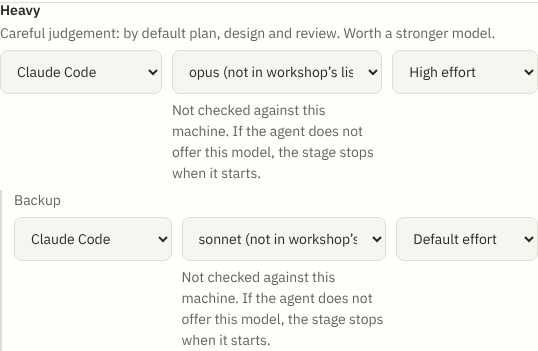 Heavy
Careful judgement: by default plan, design and review. Worth a stronger model.
Claude Code opus (not in workshop's lis High effort
Not checked against this
machine. If the agent does not
offer this model, the stage stops
when it starts.
Backup
Claude Code sonnet (not in workshop's Default effort
Not checked against this
machine. If the agent does not
offer this model, the stage stops
when it starts.